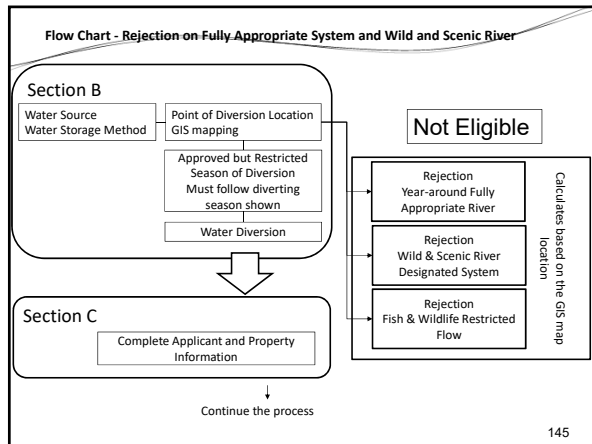 Flow Chart - Rejection on Fully Appropriate System and Wild and Scenic River
Section B
Water Source
Water Storage Method
Point of Diversion Location
GIS mapping
Approved but Restricted
Season of Diversion
Must follow diverting
season shown
Water Diversion
Not Eligible
Rejection
Year-around Fully
Appropriate River
Rejection
Wild & Scenic River
Designated System
Rejection
Fish & Wildlife Restricted
Flow
Calculates based on the GIS map
location
Section C
Complete Applicant and Property
Information
Continue the process
145